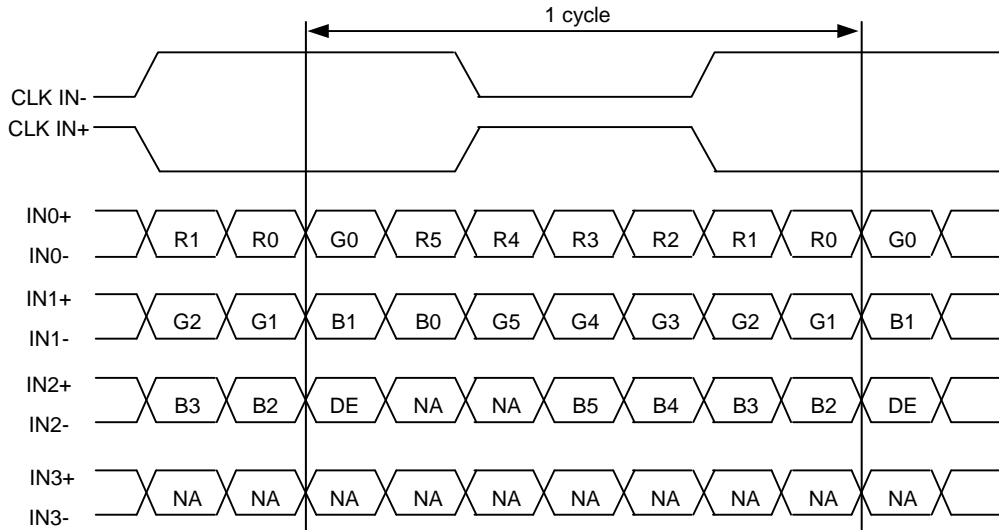 1 cycle
CLK IN-
CLK IN+
IN0+
R1 R0 G0 R5 R4 R3 R2 R1 R0 G0
IN0-
IN1+
G2 G1 B1 B0 G5 G4 G3 G2 G1 B1
IN1-
IN2+
B3 B2 DE NA NA B5 B4 B3 B2 DE
IN2-
IN3+
NA NA NA NA NA NA NA NA NA NA
IN3-